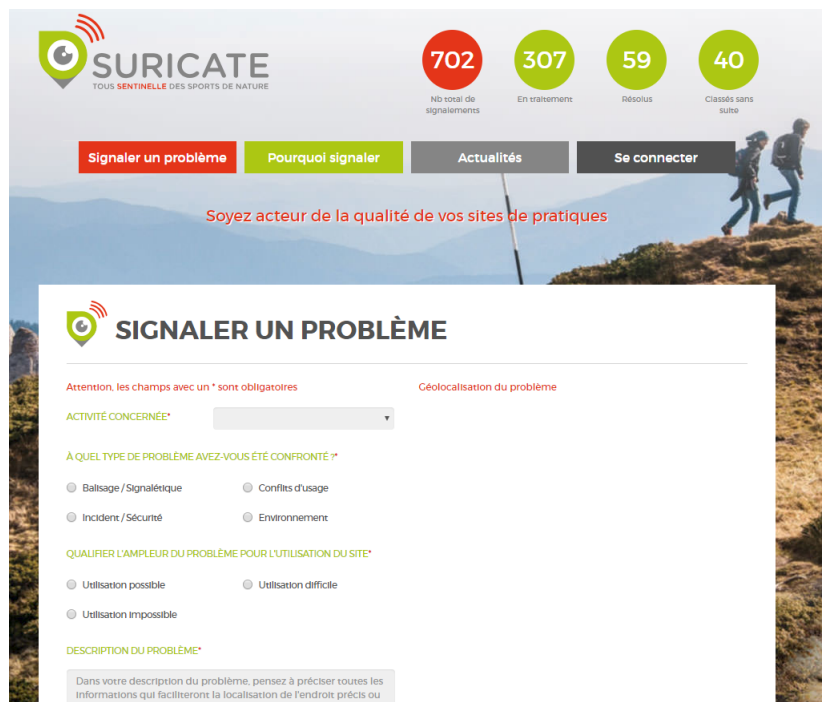 SURICATE
TOUS SENTINELLE DES SPORTS DE NATURE
702
307
59
40
Nb total de
signalements
En traitement
Résolus
Classés sans
suite
Signaler un problème
Pourquoi signaler
Actualités
Se connecter
Soyez acteur de la qualité de vos sites de pratiques
SIGNALER UN PROBLÈME
Attention, les champs avec un * sont obligatoires
Géolocalisation du problème
ACTIVITÉ CONCERNÉE*
À QUEL TYPE DE PROBLÈME AVEZ-VOUS ÉTÉ CONFRONTÉ ?*
Balisage / Signalétique
Conflits d'usage
Incident / Sécurité
Environnement
QUALIFIER L'AMPLEUR DU PROBLÈME POUR L'UTILISATION DU SITE*
Utilisation possible
Utilisation difficile
Utilisation impossible
DESCRIPTION DU PROBLÈME*
Dans votre description du problème, pensez à préciser toutes les
informations qui faciliteront la localisation de l'endroit précis ou